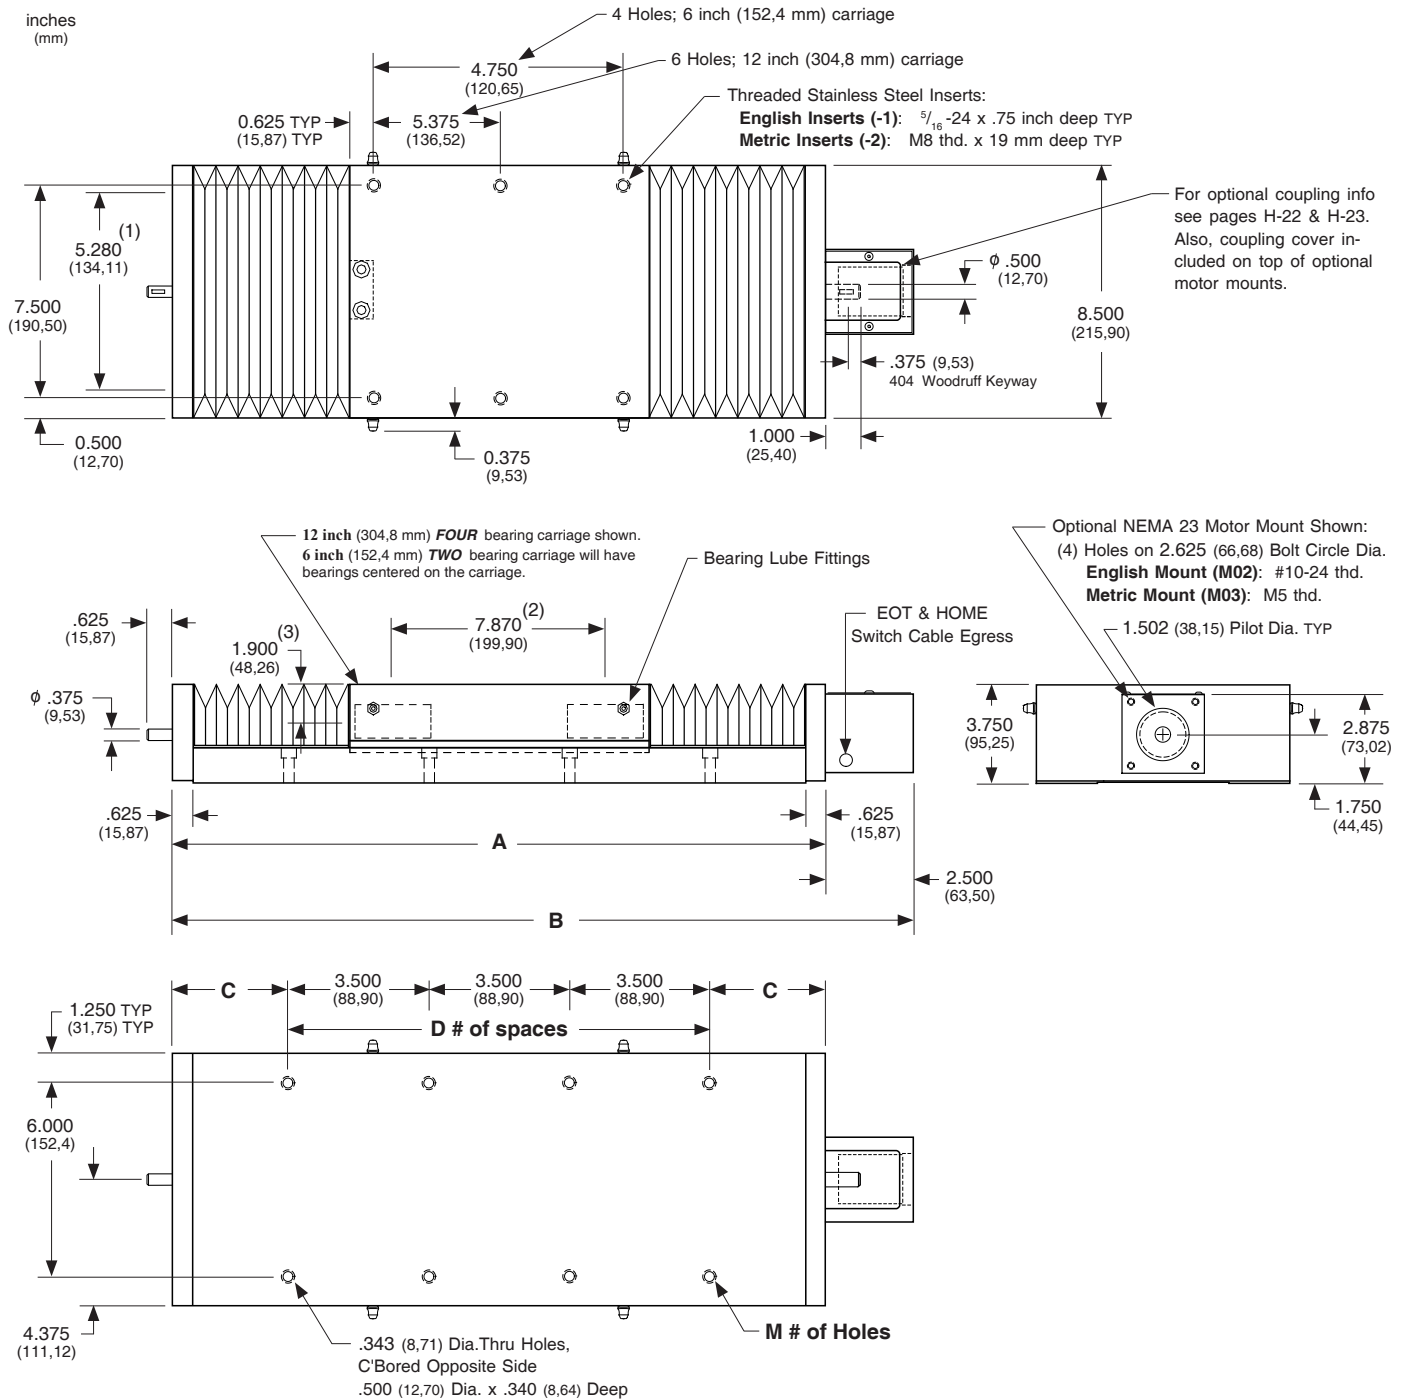 inches
(mm)
4 Holes; 6 inch (152,4 mm) carriage
4.750
(120,65)
6 Holes; 12 inch (304,8 mm) carriage
0.625 TYP
(15,87) TYP
5.375
(136,52)
Threaded Stainless Steel Inserts:
English Inserts (-1): 5/16 -24 x .75 inch deep TYP
Metric Inserts (-2): M8 thd. x 19 mm deep TYP
For optional coupling info
see pages H-22 & H-23.
Also, coupling cover in-
cluded on top of optional
motor mounts.
(1)
5.280
(134,11)
ϕ .500
(12,70)
7.500
(190,50)
8.500
(215,90)
.375 (9,53)
404 Woodruff Keyway
0.500
(12,70)
0.375
(9,53)
1.000
(25,40)
12 inch (304,8 mm) FOUR bearing carriage shown.
6 inch (152,4 mm) TWO bearing carriage will have
bearings centered on the carriage.
Bearing Lube Fittings
Optional NEMA 23 Motor Mount Shown:
(4) Holes on 2.625 (66,68) Bolt Circle Dia.
English Mount (M02): #10-24 thd.
Metric Mount (M03): M5 thd.
EOT & HOME
Switch Cable Egress
1.502 (38,15) Pilot Dia. TYP
.625
(15,87)
(3)
1.900
(48,26)
(2)
7.870
(199,90)
ϕ .375
(9,53)
3.750
(95,25)
2.875
(73,02)
1.750
(44,45)
.625
(15,87)
A
.625
(15,87)
2.500
(63,50)
B
C
3.500
(88,90)
3.500
(88,90)
3.500
(88,90)
C
1.250 TYP
(31,75) TYP
D # of spaces
6.000
(152,4)
4.375
(111,12)
M # of Holes
.343 (8,71) Dia.Thru Holes,
C'Bored Opposite Side
.500 (12,70) Dia. x .340 (8,64) Deep